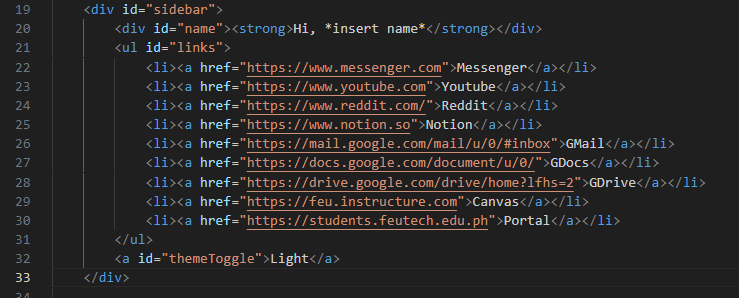 19 <div id="sidebar">
20 <div id="name"><strong>Hi, *insert name*</strong></div>
21 <ul id="links">
22 <li><a href="https://www.messenger.com">Messenger</a></li>
23 <li><a href="https://www.youtube.com">Youtube</a></li>
24 <li><a href="https://www.reddit.com/">Reddit</a></li>
25 <li><a href="https://www.notion.so">Notion</a></li>
26 <li><a href="https://mail.google.com/mail/u/0/#inbox">GMail</a></li>
27 <li><a href="https://docs.google.com/document/u/0/">GDocs</a></li>
28 <li><a href="https://drive.google.com/drive/home?lfhs=2">GDrive</a></li>
29 <li><a href="https://feu.instructure.com">Canvas</a></li>
30 <li><a href="https://students.feutech.edu.ph">Portal</a></li>
31 </ul>
32 <a id="themeToggle">Light</a>
33 </div>
34